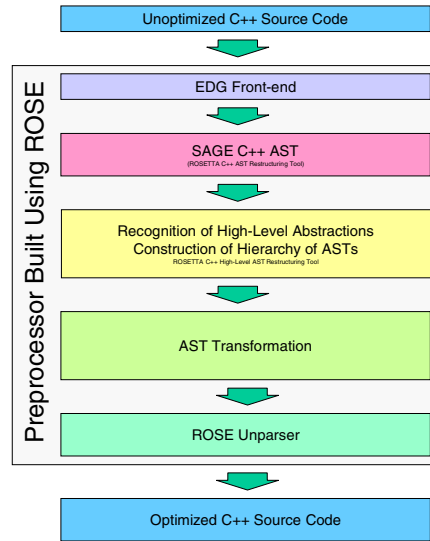 Unoptimized C++ Source Code
Preprocessor Built Using ROSE
EDG Front-end
SAGE C++ AST
(ROSETTA C++ AST Restructuring Tool)
Recognition of High-Level Abstractions
Construction of Hierarchy of ASTs
ROSETTA C++ High-Level AST Restructuring Tool
AST Transformation
ROSE Unparser
Optimized C++ Source Code